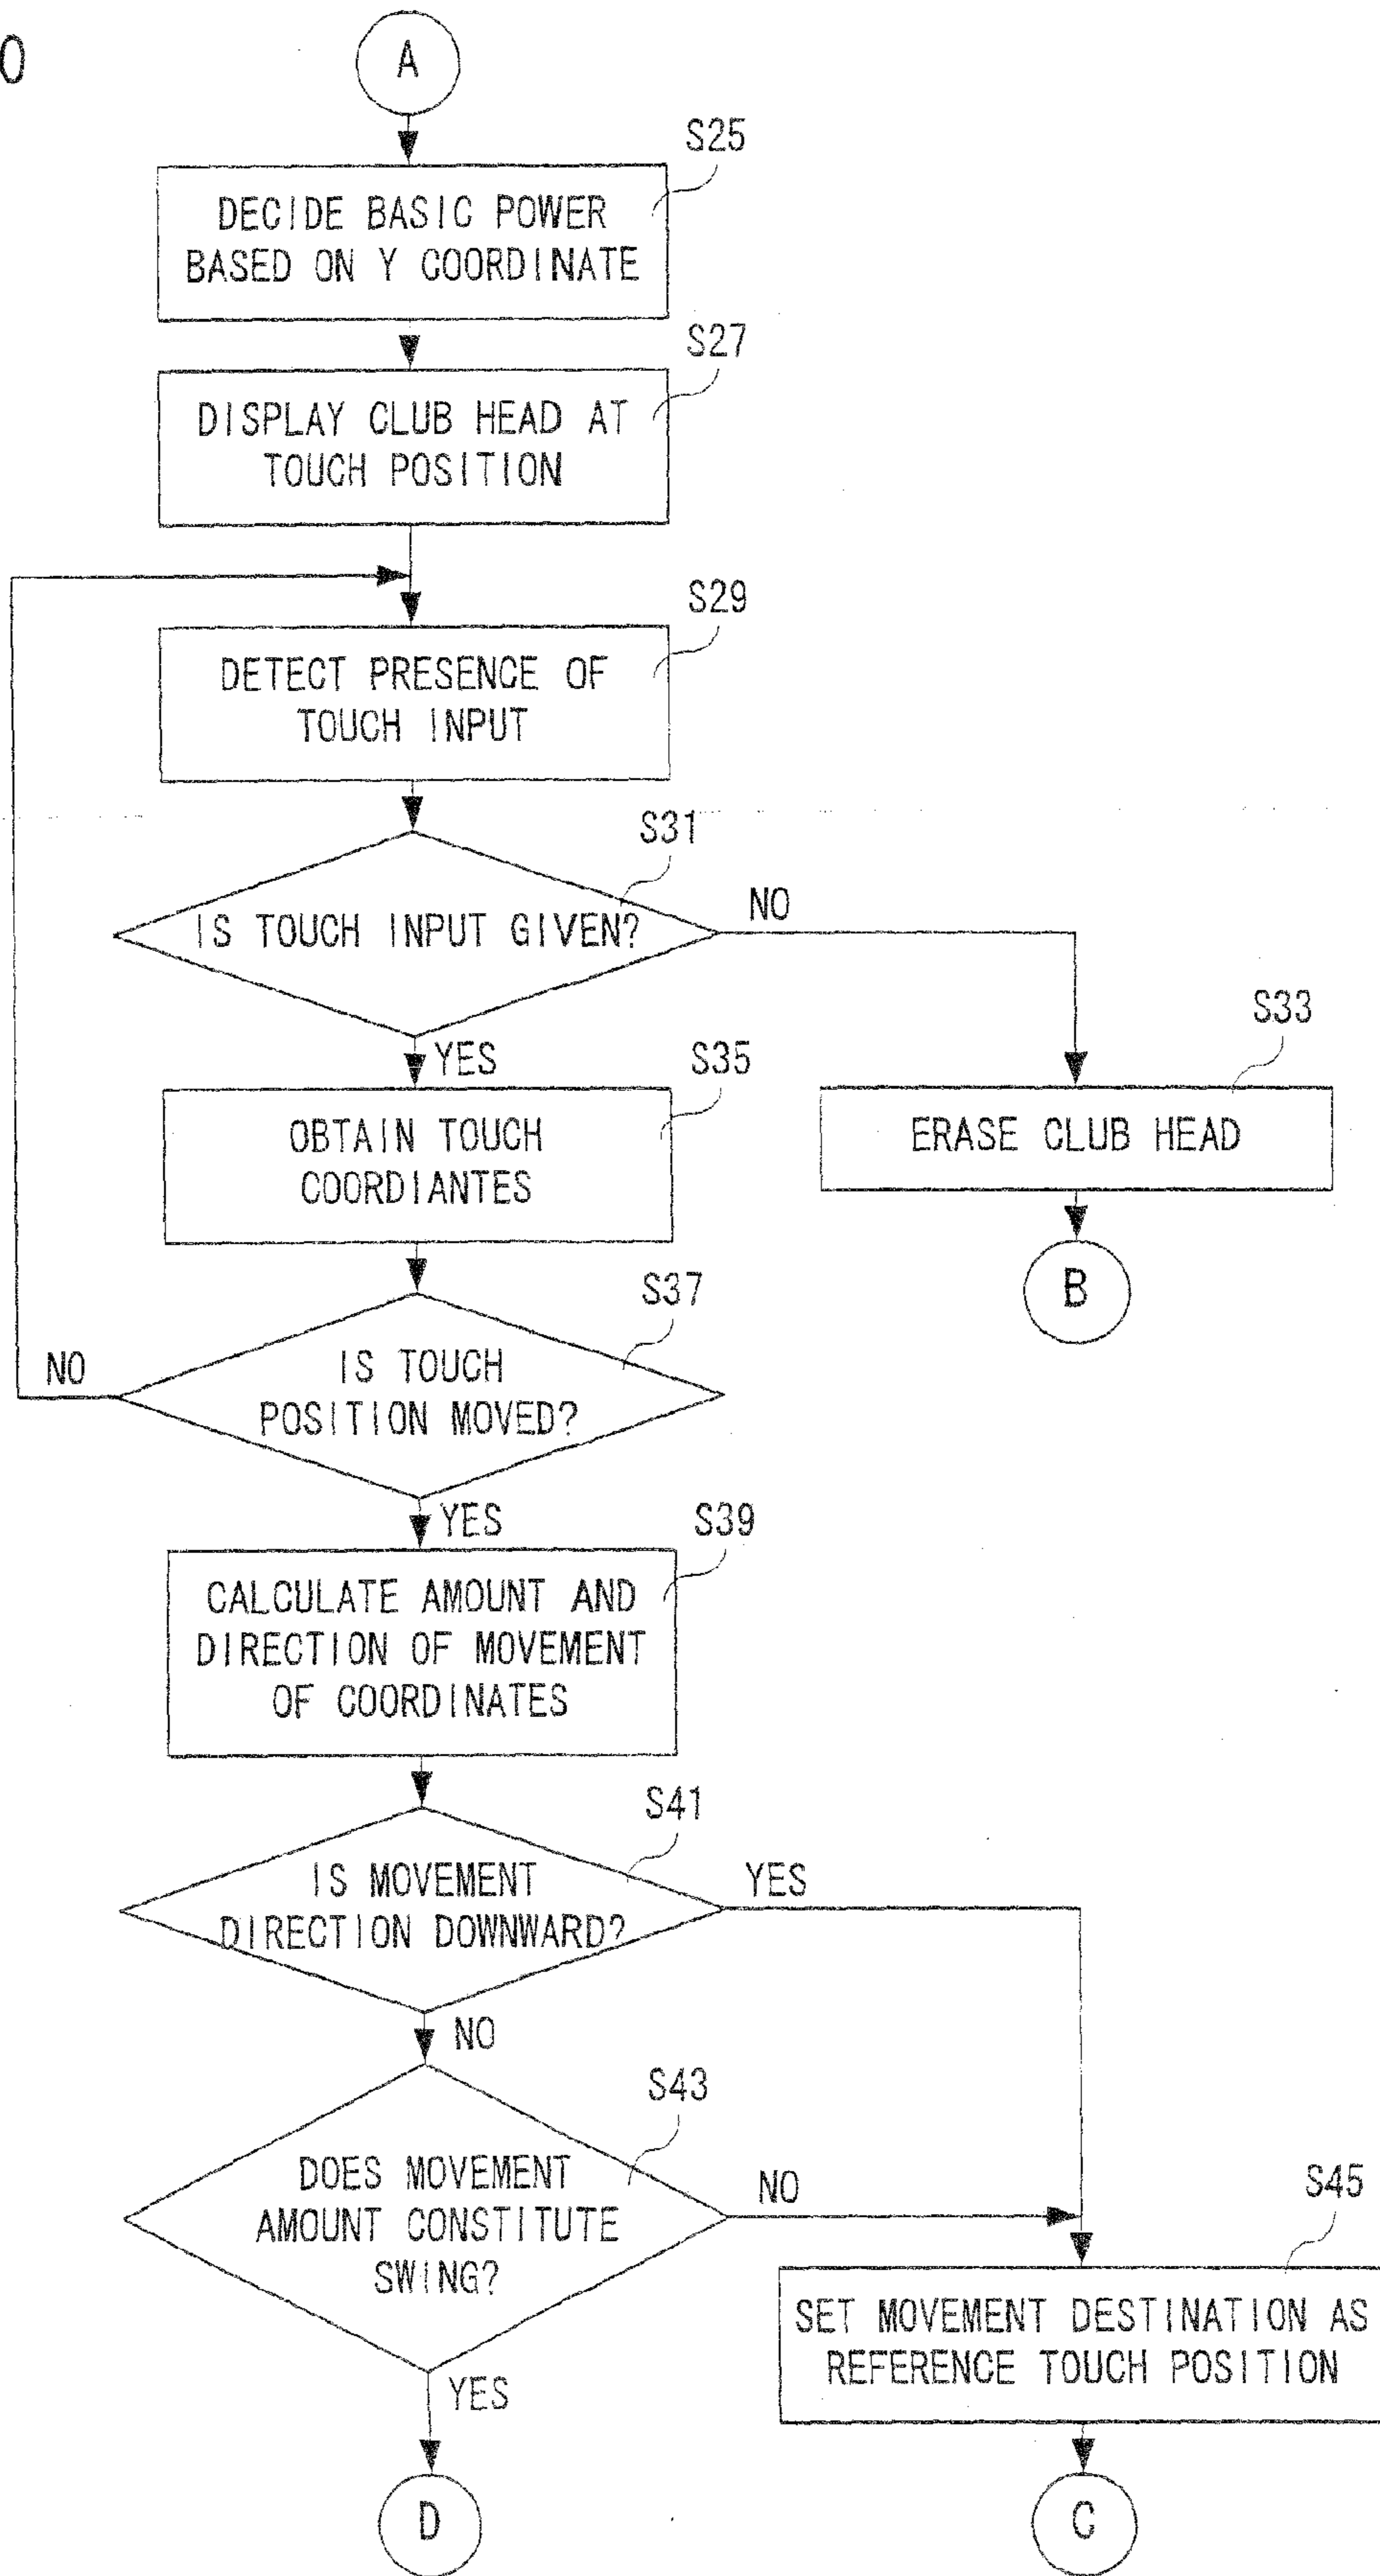 0
A
S25
DECIDE BASIC POWER
BASED ON Y COORDINATE
S27
DISPLAY CLUB HEAD AT
TOUCH POSITION
S29
DETECT PRESENCE OF
TOUCH INPUT
S31
IS TOUCH INPUT GIVEN?
NO
YES
S33
ERASE CLUB HEAD
B
S35
OBTAIN TOUCH
COORDIANTES
S37
IS TOUCH
POSITION MOVED?
NO
YES
S39
CALCULATE AMOUNT AND
DIRECTION OF MOVEMENT
OF COORDINATES
S41
IS MOVEMENT
DIRECTION DOWNWARD?
YES
NO
S43
DOES MOVEMENT
AMOUNT CONSTITUTE
SWING?
NO
YES
S45
SET MOVEMENT DESTINATION AS
REFERENCE TOUCH POSITION
D
C